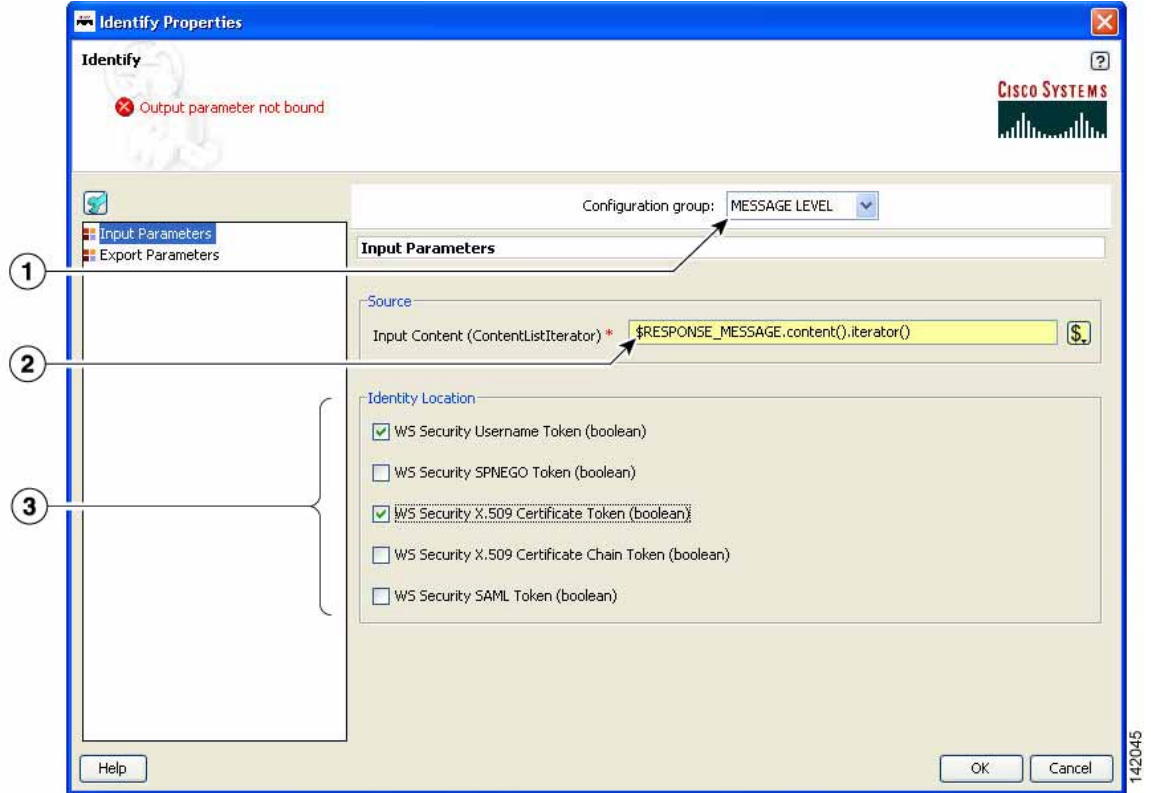 Identify Properties
Identify
Output parameter not bound
CISCO SYSTEMS
Configuration group: MESSAGE LEVEL
Input Parameters
Export Parameters
Input Parameters
1
Source
Input Content (ContentListIterator) * $RESPONSE_MESSAGE.content().iterator()
$
2
Identity Location
WS Security Username Token (boolean)
WS Security SPNEGO Token (boolean)
3
WS Security X.509 Certificate Token (boolean)
WS Security X.509 Certificate Chain Token (boolean)
WS Security SAML Token (boolean)
Help
OK
Cancel
142045